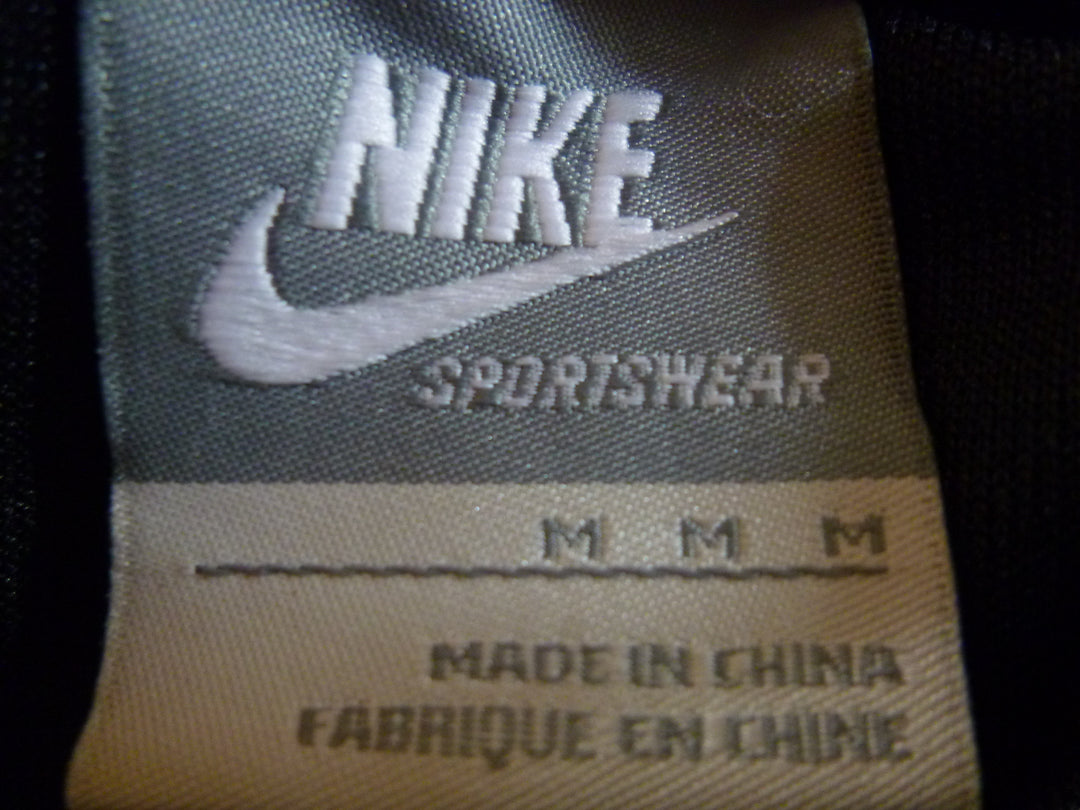 NIKE
SPORTSWEAR
M M M
MADE IN CHINA
FABRIQUE EN CHINE